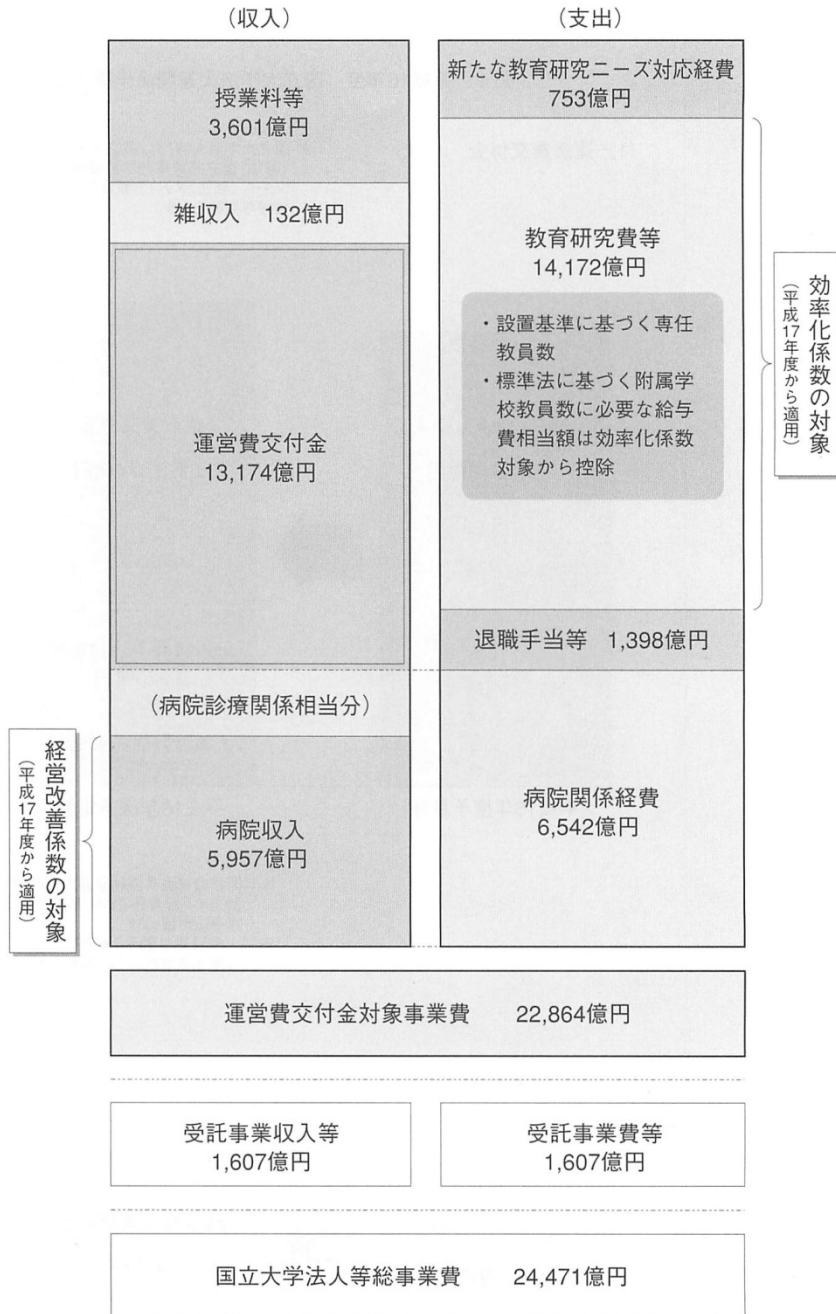 （収入）
（支出）
授業料等
3,601億円
雑収入　132億円
運営費交付金
13,174億円
（病院診療関係相当分）
病院収入
5,957億円
経営改善係数の対象
（平成17年度から適用）
新たな教育研究ニーズ対応経費
753億円
教育研究費等
14,172億円
・設置基準に基づく専任
教員数
・標準法に基づく附属学
校教員数に必要な給与
費相当額は効率化係数
対象から控除
効率化係数の対象
（平成17年度から適用）
退職手当等　1,398億円
病院関係経費
6,542億円
運営費交付金対象事業費　22,864億円
受託事業収入等
1,607億円
受託事業費等
1,607億円
国立大学法人等総事業費　24,471億円